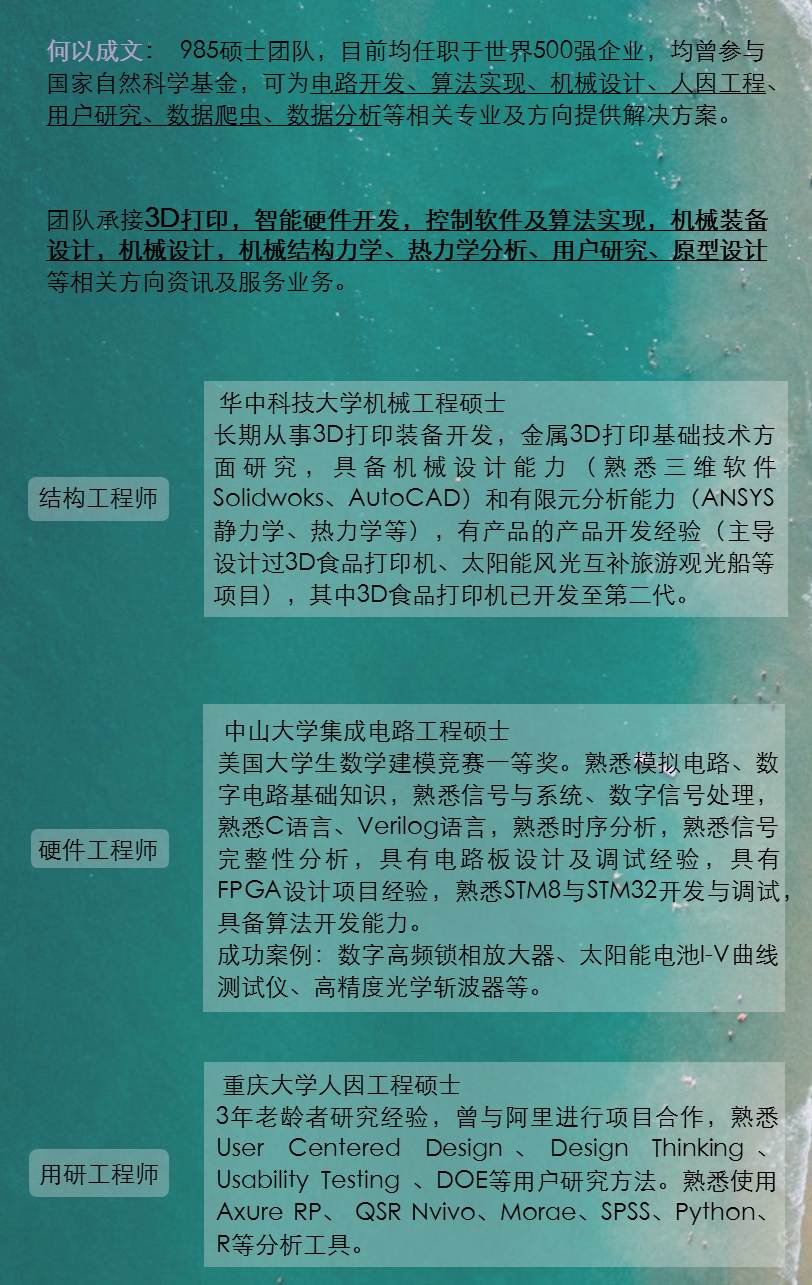 何以成文： 985硕士团队，目前均任职于世界500强企业，均曾参与
国家自然科学基金，可为电路开发、算法实现、机械设计、人因工程、
用户研究、数据爬虫、数据分析等相关专业及方向提供解决方案。
团队承接3D打印，智能硬件开发，控制软件及算法实现，机械装备
设计，机械设计，机械结构力学、热力学分析、用户研究、原型设计
等相关方向资讯及服务业务。
结构工程师
华中科技大学机械工程硕士
长期从事3D打印装备开发，金属3D打印基础技术方
面研究，具备机械设计能力（熟悉三维软件
Solidwoks、AutoCAD）和有限元分析能力（ANSYS
静力学、热力学等），有产品的产品开发经验（主导
设计过3D食品打印机、太阳能风光互补旅游观光船等
项目），其中3D食品打印机已开发至第二代。
硬件工程师
中山大学集成电路工程硕士
美国大学生数学建模竞赛一等奖。熟悉模拟电路、数
字电路基础知识，熟悉信号与系统、数字信号处理，
熟悉C语言、Verilog语言，熟悉时序分析，熟悉信号
完整性分析，具有电路板设计及调试经验，具有
FPGA设计项目经验，熟悉STM8与STM32开发与调试，
具备算法开发能力。
成功案例：数字高频锁相放大器、太阳能电池I-V曲线
测试仪、高精度光学斩波器等。
用研工程师
重庆大学人因工程硕士
3年老龄者研究经验，曾与阿里进行项目合作，熟悉
User Centered Design、Design Thinking、
Usability Testing 、DOE等用户研究方法。熟悉使用
Axure RP、 QSR Nvivo、Morae、SPSS、Python、
R等分析工具。